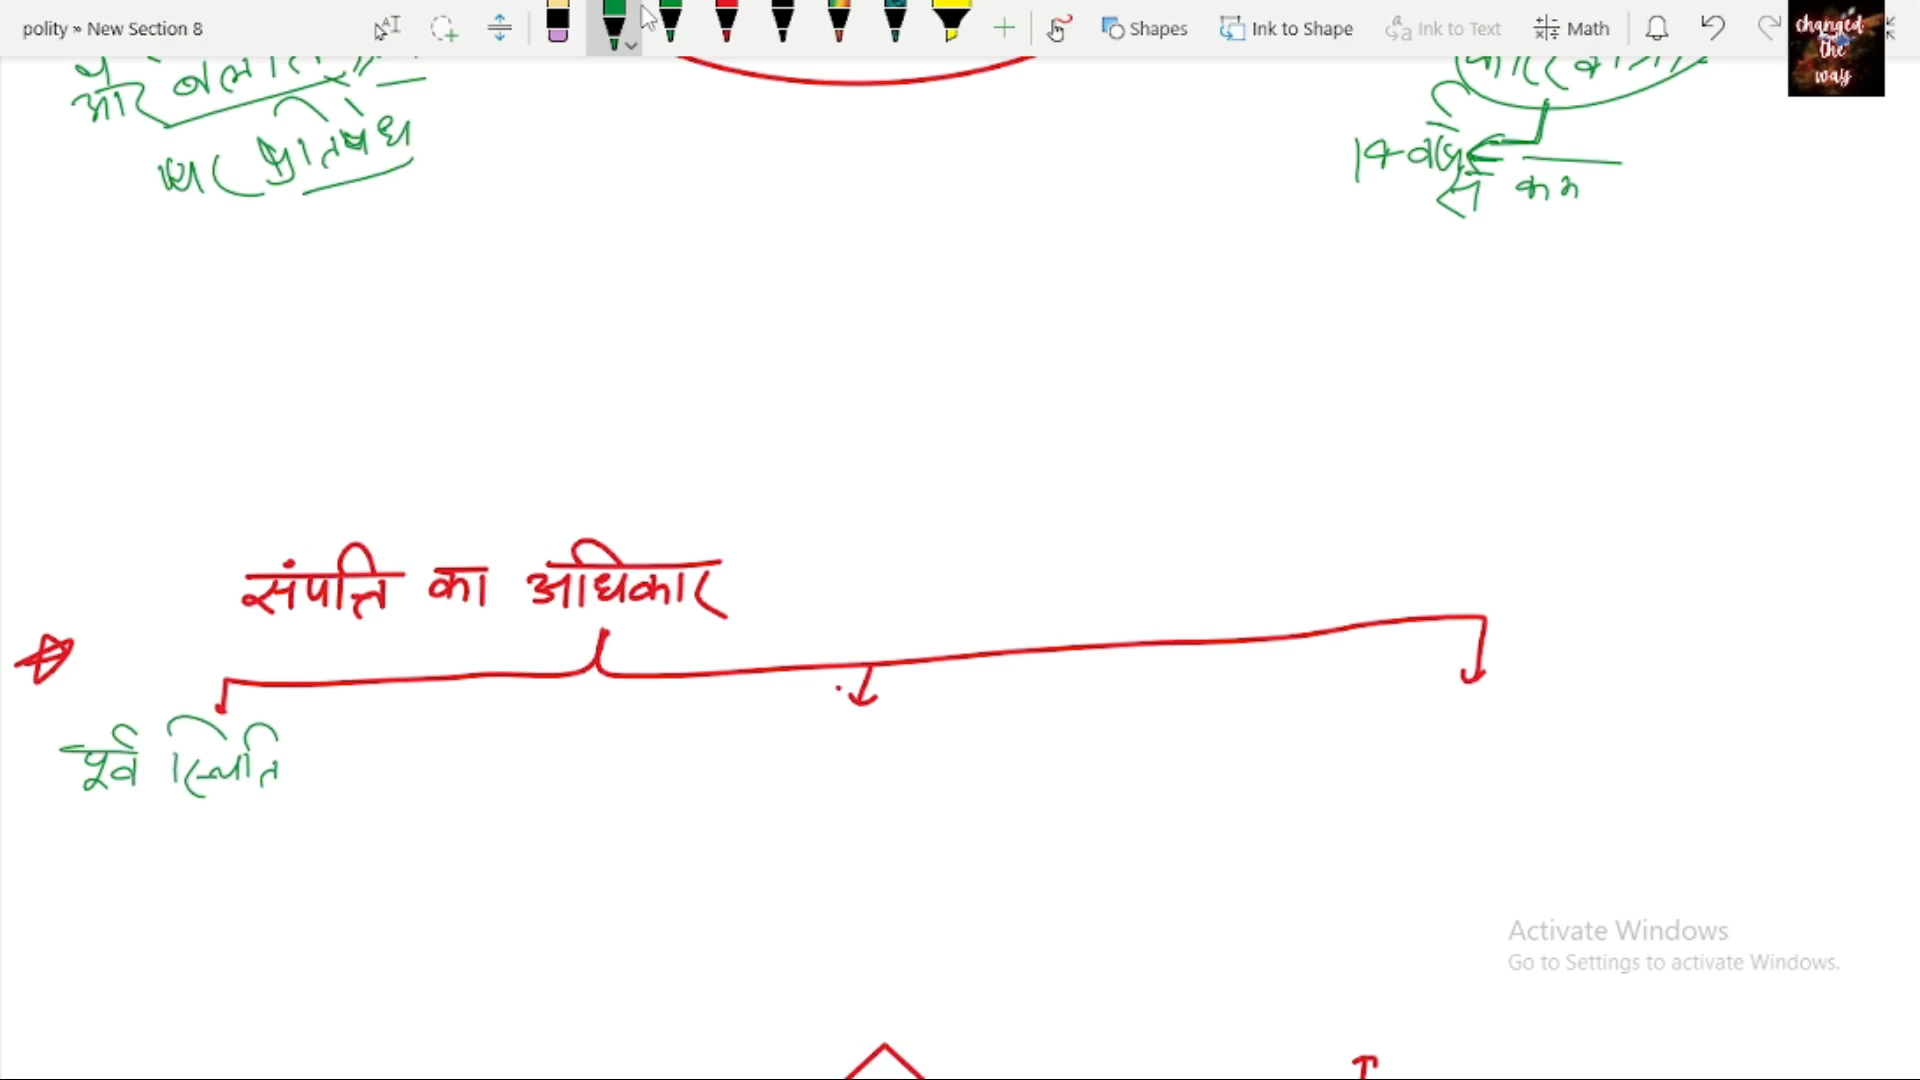 polity » New Section 8
Shapes
Ink to Shape
Ink to Text
Math
changed
the
way
और
का प्रतिषेध
14 वर्ष
से कम
संपत्ति का अधिकार
पूर्व स्थिति
Activate Windows
Go to Settings to activate Windows.